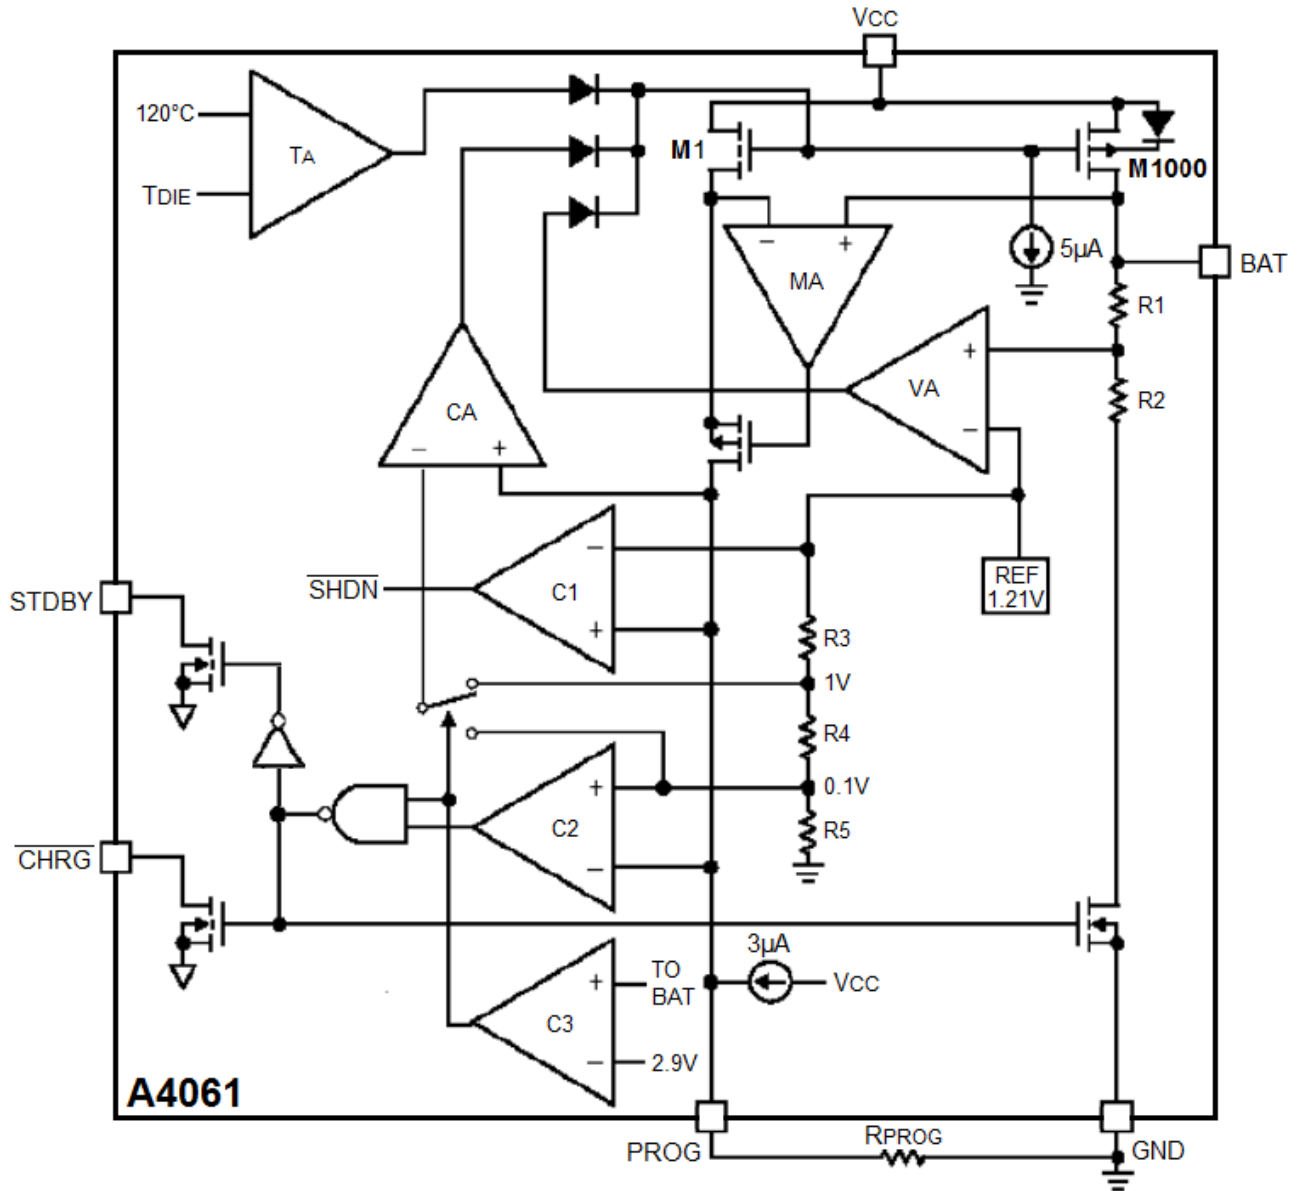 VCC
120°C
TA
TDIE
M1
M1000
− +
MA
5µA
BAT
R1
+
VA
−
R2
CA
− +
REF
1.21V
SHDN
−
C1
+
STDBY
R3
1V
R4
0.1V
+
C2
−
R5
CHRG
3µA
VCC
+
TO
BAT
C3
−
2.9V
A4061
PROG
RPROG
GND